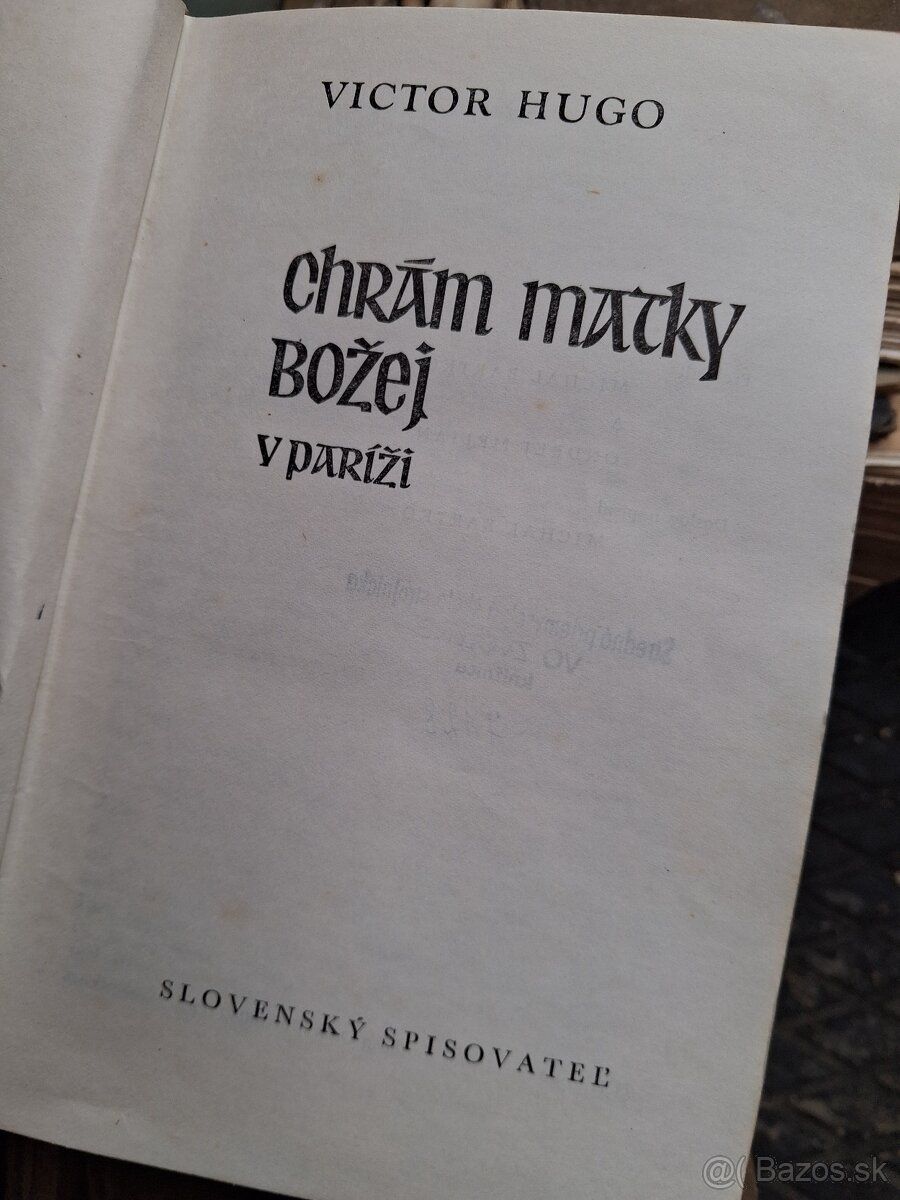 VICTOR HUGO
Chrám matky
Božej
v paríži
SLOVENSKÝ SPISOVATEĽ
@( Bazos.sk